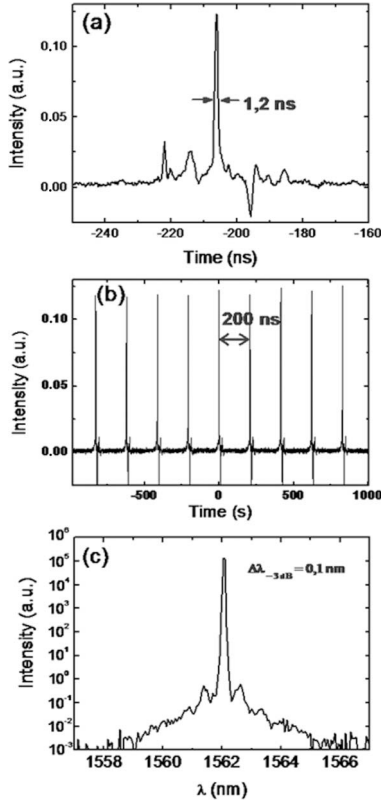 (a)
0.10
0.05
0.00
Intensity (a.u.)
1,2 ns
-240 -220 -200 -180 -160
Time (ns)
(b)
0.10
0.05
0.00
Intensity (a.u.)
200 ns
-500 0 500 1000
Time (s)
(c)
10⁶
10⁵
10⁴
10³
10²
10¹
10⁰
10⁻¹
10⁻²
10⁻³
Intensity (a.u.)
Δλ₋₃dB=0,1 nm
1558 1560 1562 1564 1566
λ (nm)